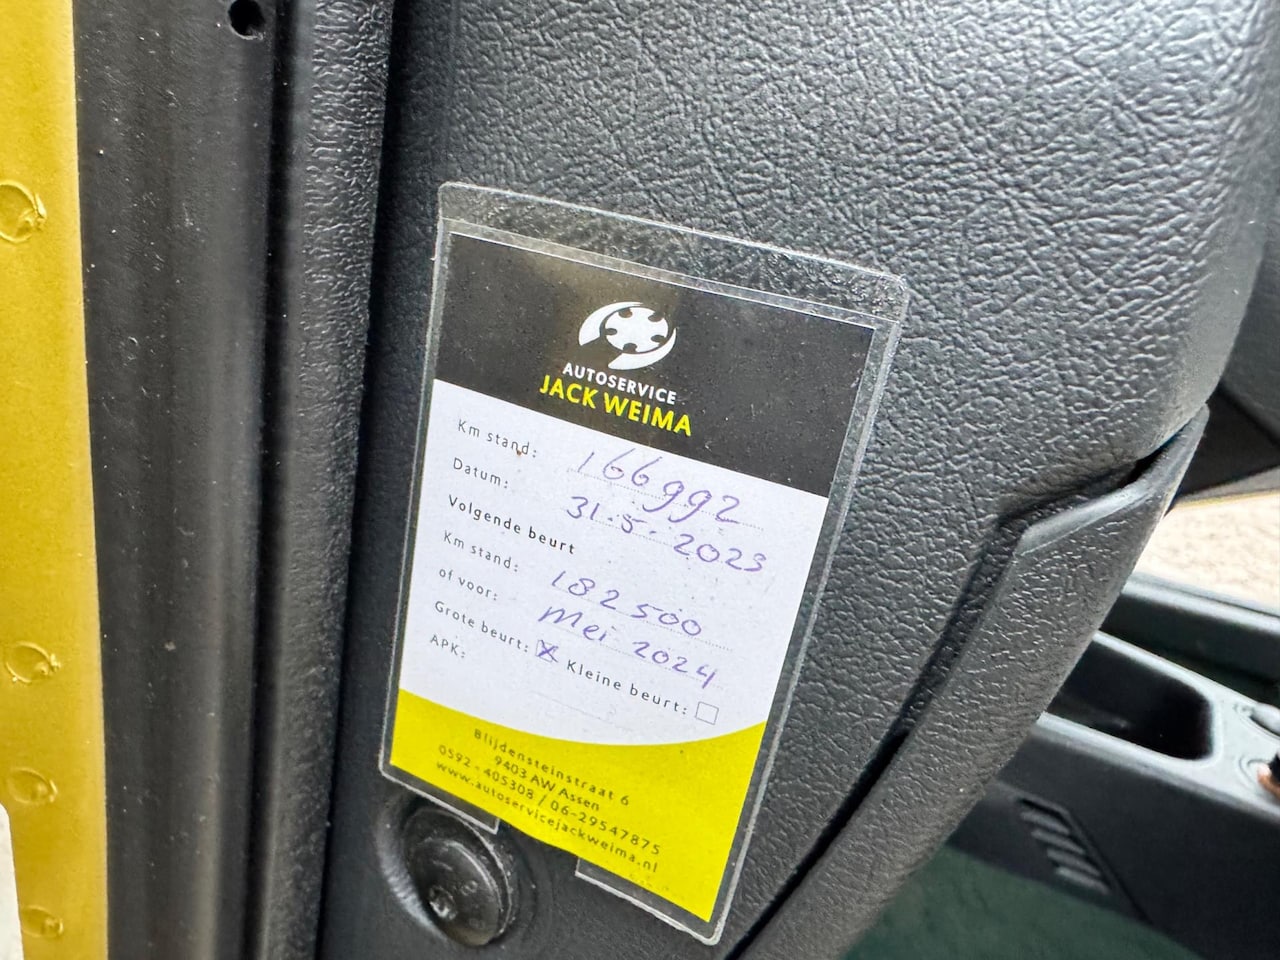 AUTOSERVICE
JACK WEIMA
Km stand: 166992
Datum: 31-5-2023
Volgende beurt
Km stand: 182500
of voor: mei 2024
Grote beurt: X Kleine beurt:
APK:
Blijdensteinstraat 6
9403 AW Assen
0592-405308 / 06-29547875
www.autoservicejackweima.nl